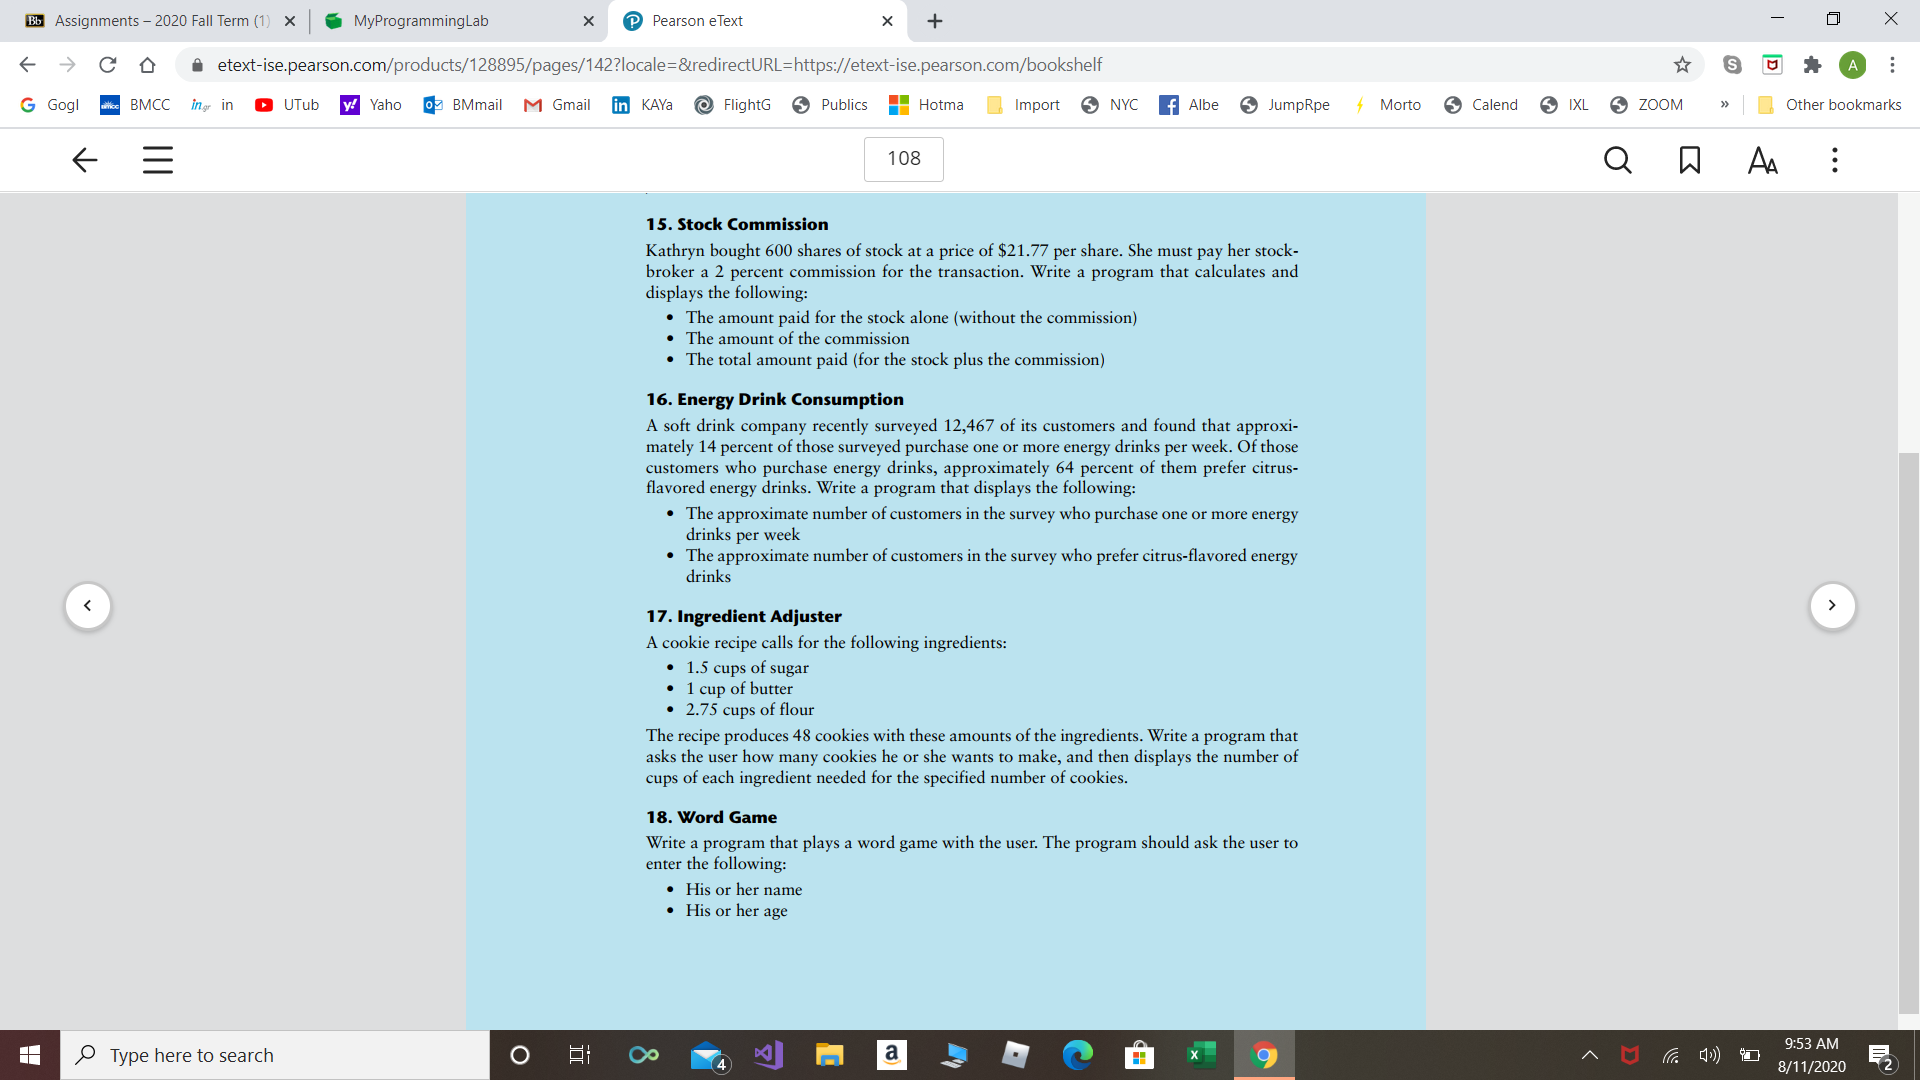 Assignments – 2020 Fall Term (1)
MyProgrammingLab
Pearson eText
etext-ise.pearson.com/products/128895/pages/142?locale=&redirectURL=https://etext-ise.pearson.com/bookshelf
Gogl BMCC in UTub Yaho BMmail Gmail KAYa FlightG Publics Hotma Import NYC Albe JumpRpe Morto Calend IXL ZOOM » Other bookmarks
108
15. Stock Commission
Kathryn bought 600 shares of stock at a price of $21.77 per share. She must pay her stock-
broker a 2 percent commission for the transaction. Write a program that calculates and
displays the following:
• The amount paid for the stock alone (without the commission)
• The amount of the commission
• The total amount paid (for the stock plus the commission)
16. Energy Drink Consumption
A soft drink company recently surveyed 12,467 of its customers and found that approxi-
mately 14 percent of those surveyed purchase one or more energy drinks per week. Of those
customers who purchase energy drinks, approximately 64 percent of them prefer citrus-
flavored energy drinks. Write a program that displays the following:
• The approximate number of customers in the survey who purchase one or more energy
drinks per week
• The approximate number of customers in the survey who prefer citrus-flavored energy
drinks
17. Ingredient Adjuster
A cookie recipe calls for the following ingredients:
• 1.5 cups of sugar
• 1 cup of butter
• 2.75 cups of flour
The recipe produces 48 cookies with these amounts of the ingredients. Write a program that
asks the user how many cookies he or she wants to make, and then displays the number of
cups of each ingredient needed for the specified number of cookies.
18. Word Game
Write a program that plays a word game with the user. The program should ask the user to
enter the following:
• His or her name
• His or her age
Type here to search
4
9:53 AM
8/11/2020
2